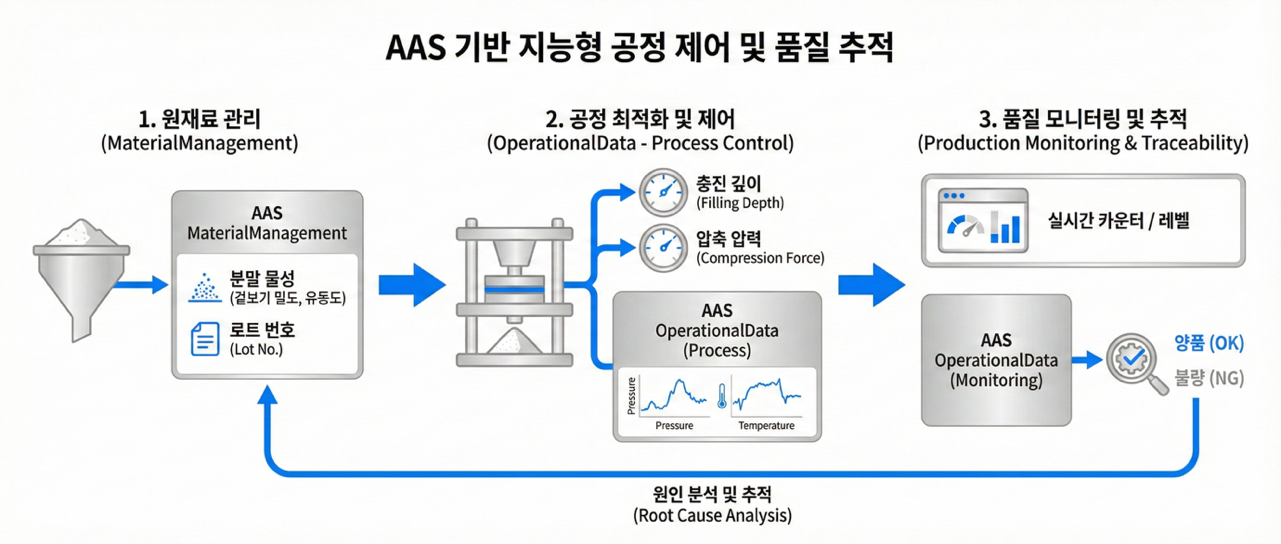 AAS 기반 지능형 공정 제어 및 품질 추적
1. 원재료 관리
(MaterialManagement)
AAS
MaterialManagement
분말 물성
(겉보기 밀도, 유동도)
로트 번호
(Lot No.)
2. 공정 최적화 및 제어
(OperationalData - Process Control)
충진 깊이
(Filling Depth)
압축 압력
(Compression Force)
AAS
OperationalData
(Process)
Pressure
Pressure
Temperature
3. 품질 모니터링 및 추적
(Production Monitoring & Traceability)
실시간 카운터 / 레벨
AAS
OperationalData
(Monitoring)
양품 (OK)
불량 (NG)
원인 분석 및 추적
(Root Cause Analysis)